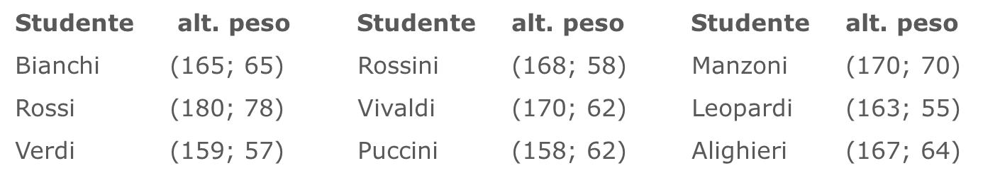 Studente alt. peso Studente alt. peso Studente alt. peso
Bianchi (165; 65) Rossini (168; 58) Manzoni (170; 70)
Rossi (180; 78) Vivaldi (170; 62) Leopardi (163; 55)
Verdi (159; 57) Puccini (158; 62) Alighieri (167; 64)